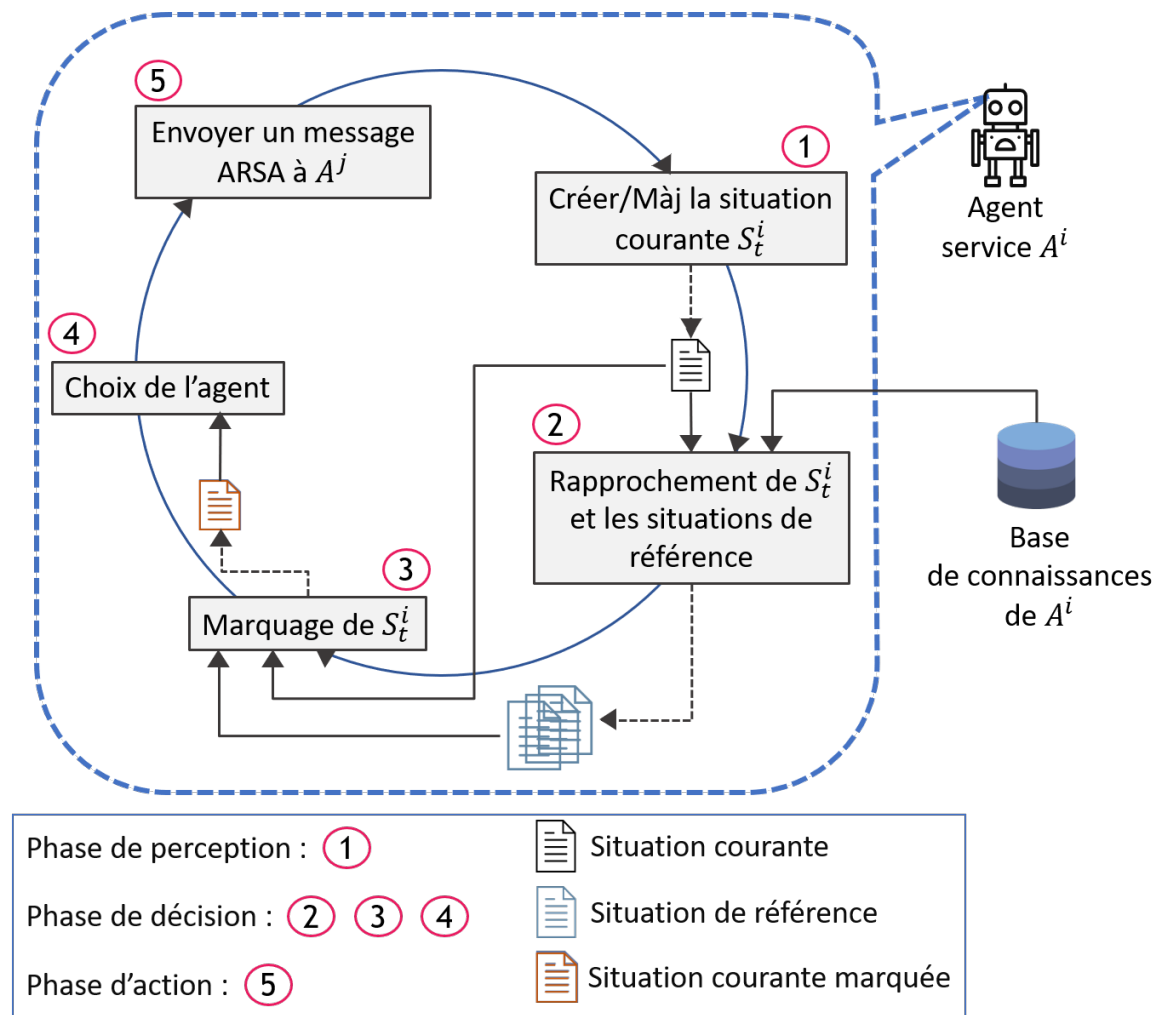 5
Envoyer un message
ARSA à $A^j$
1
Créer/Màj la situation
courante $S_t^i$
Agent
service $A^i$
4
Choix de l'agent
2
Rapprochement de $S_t^i$
et les situations de
référence
Base
de connaissances
de $A^i$
3
Marquage de $S_t^i$
Phase de perception : 1
Situation courante
Phase de décision : 2 3 4
Situation de référence
Phase d'action : 5
Situation courante marquée